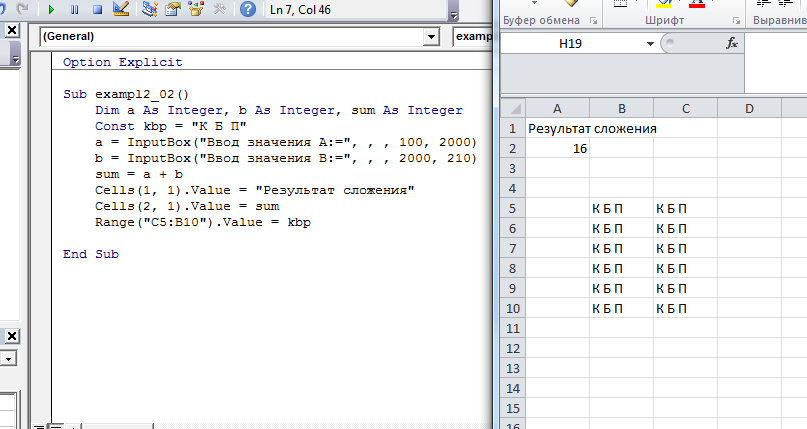 Ln 7, Col 46
(General)
Option Explicit
Sub exampl2_02()
Dim a As Integer, b As Integer, sum As Integer
Const kbp = "К Б П"
a = InputBox("Ввод значения A:=", , , 100, 2000)
b = InputBox("Ввод значения B:=", , , 2000, 210)
sum = a + b
Cells(1, 1).Value = "Результат сложения"
Cells(2, 1).Value = sum
Range("C5:B10").Value = kbp
End Sub
Буфер обмена Шрифт
H19 fx
A B C D
1 Результат сложения
2 16
3
4
5 К Б П К Б П
6 К Б П К Б П
7 К Б П К Б П
8 К Б П К Б П
9 К Б П К Б П
10 К Б П К Б П
11
12
13
14
15
16